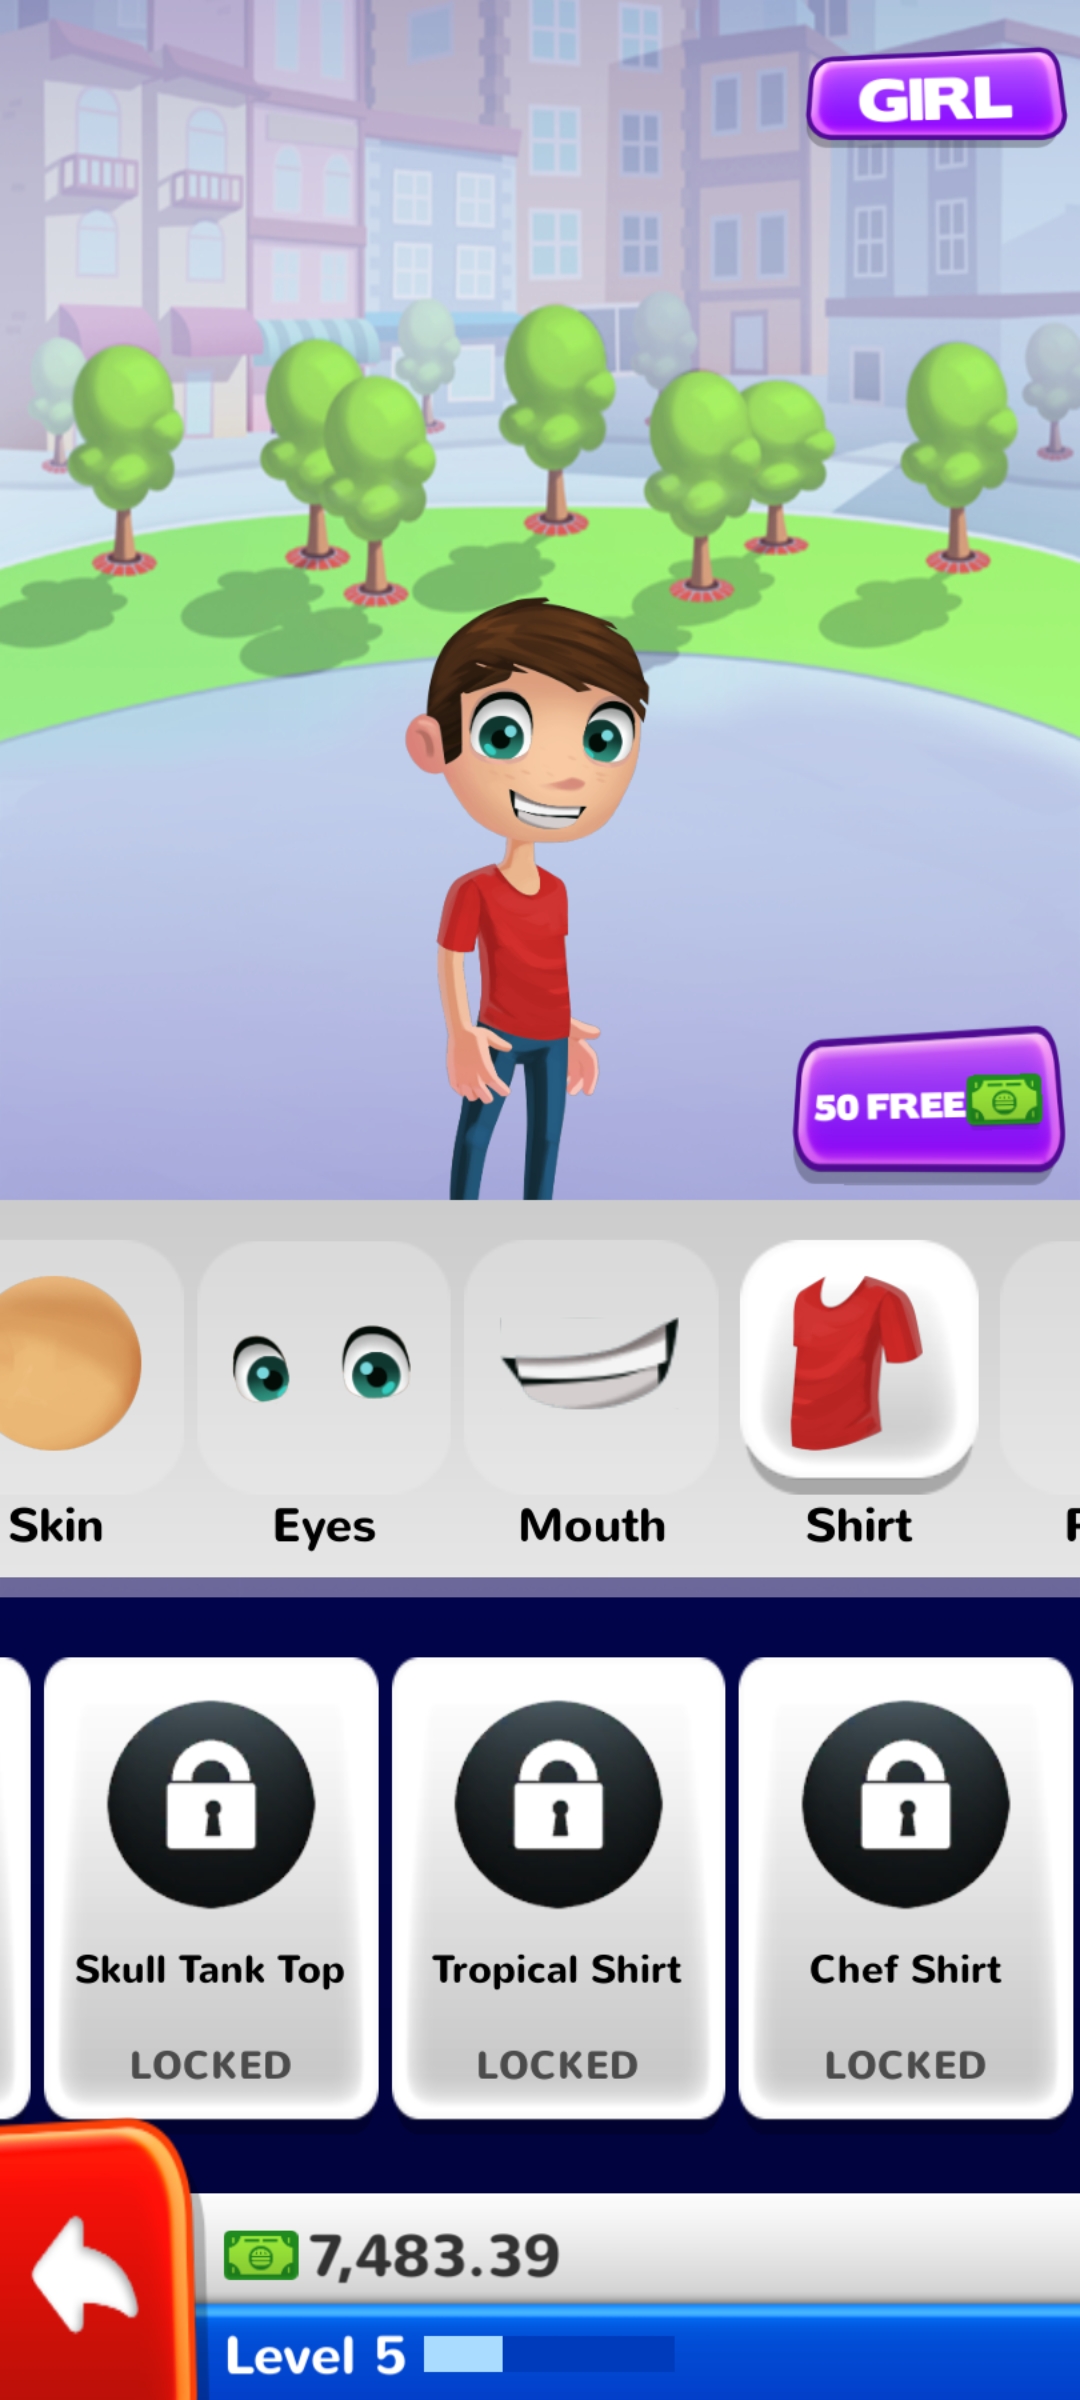 GIRL
50 FREE
Skin
Eyes
Mouth
Shirt
Skull Tank Top
Tropical Shirt
Chef Shirt
LOCKED
LOCKED
LOCKED
7,483.39
Level 5